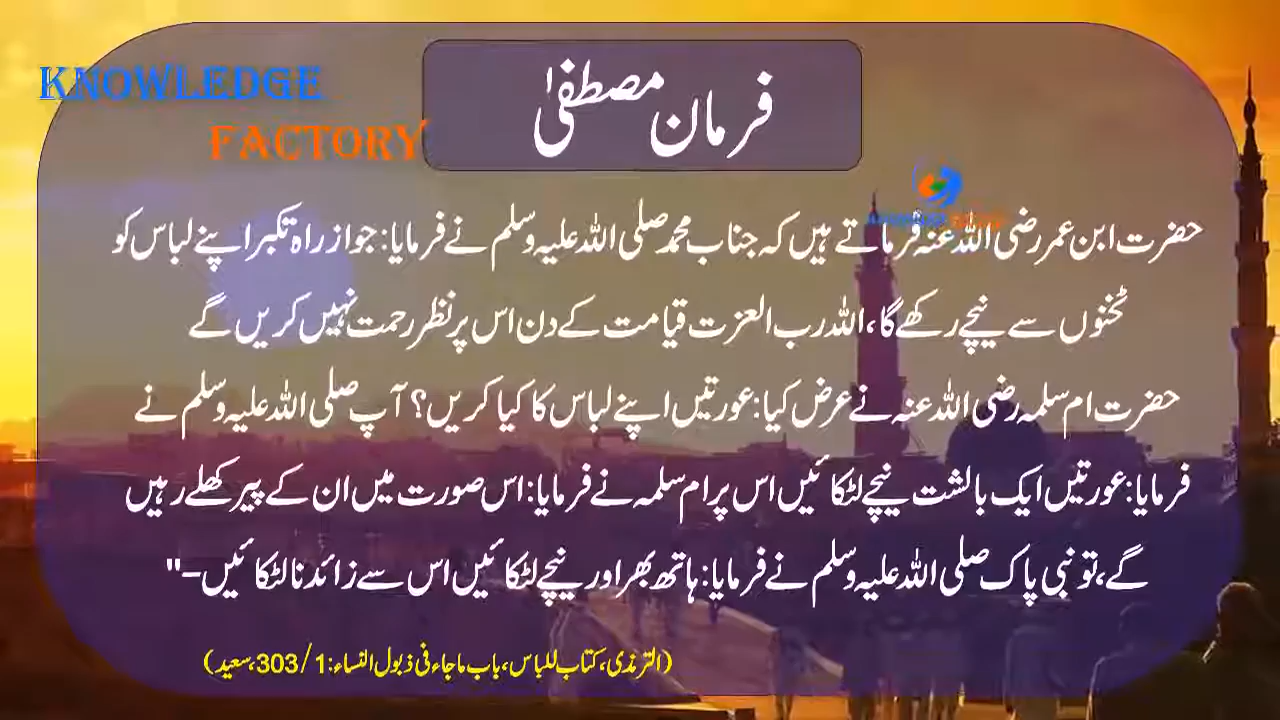 KNOWLEDGE
FACTORY
فرمان مصطفیٰ
حضرت ابن عمر رضی اللہ عنہ فرماتے ہیں کہ جناب محمد صلی اللہ علیہ وسلم نے فرمایا: جو از راہ تکبر اپنے لباس کو
ٹخنوں سے نیچے رکھے گا، اللہ رب العزت قیامت کے دن اس پر نظر رحمت نہیں کریں گے
حضرت ام سلمہ رضی اللہ عنہ نے عرض کیا: عورتیں اپنے لباس کا کیا کریں؟ آپ صلی اللہ علیہ وسلم نے
فرمایا: عورتیں ایک بالشت نیچے لٹکائیں اس پر ام سلمہ نے فرمایا: اس صورت میں ان کے پیر کھلے رہیں
گے، تو نبی پاک صلی اللہ علیہ وسلم نے فرمایا: ہاتھ بھر اور نیچے لٹکائیں اس سے زائد نا لٹکائیں–"
(الترمذی، کتاب للباس، باب ماجاء فی ذبول النساء: 1/303، سعید)